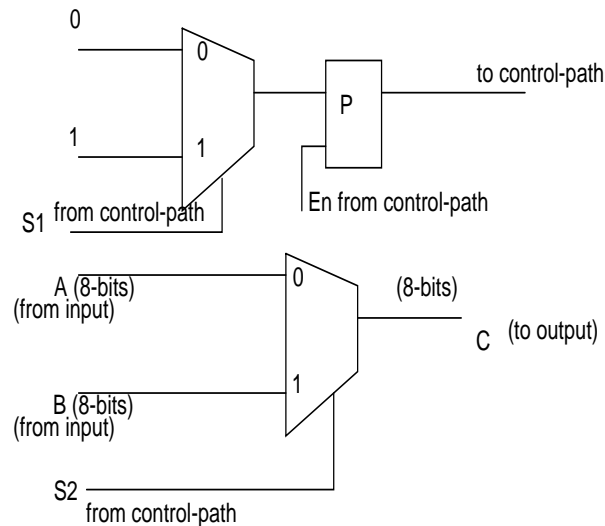 0
0
to control-path
P
1
1
En from control-path
from control-path
S1
A (8-bits)
0
(8-bits)
(from input)
C (to output)
1
B (8-bits)
(from input)
S2
from control-path